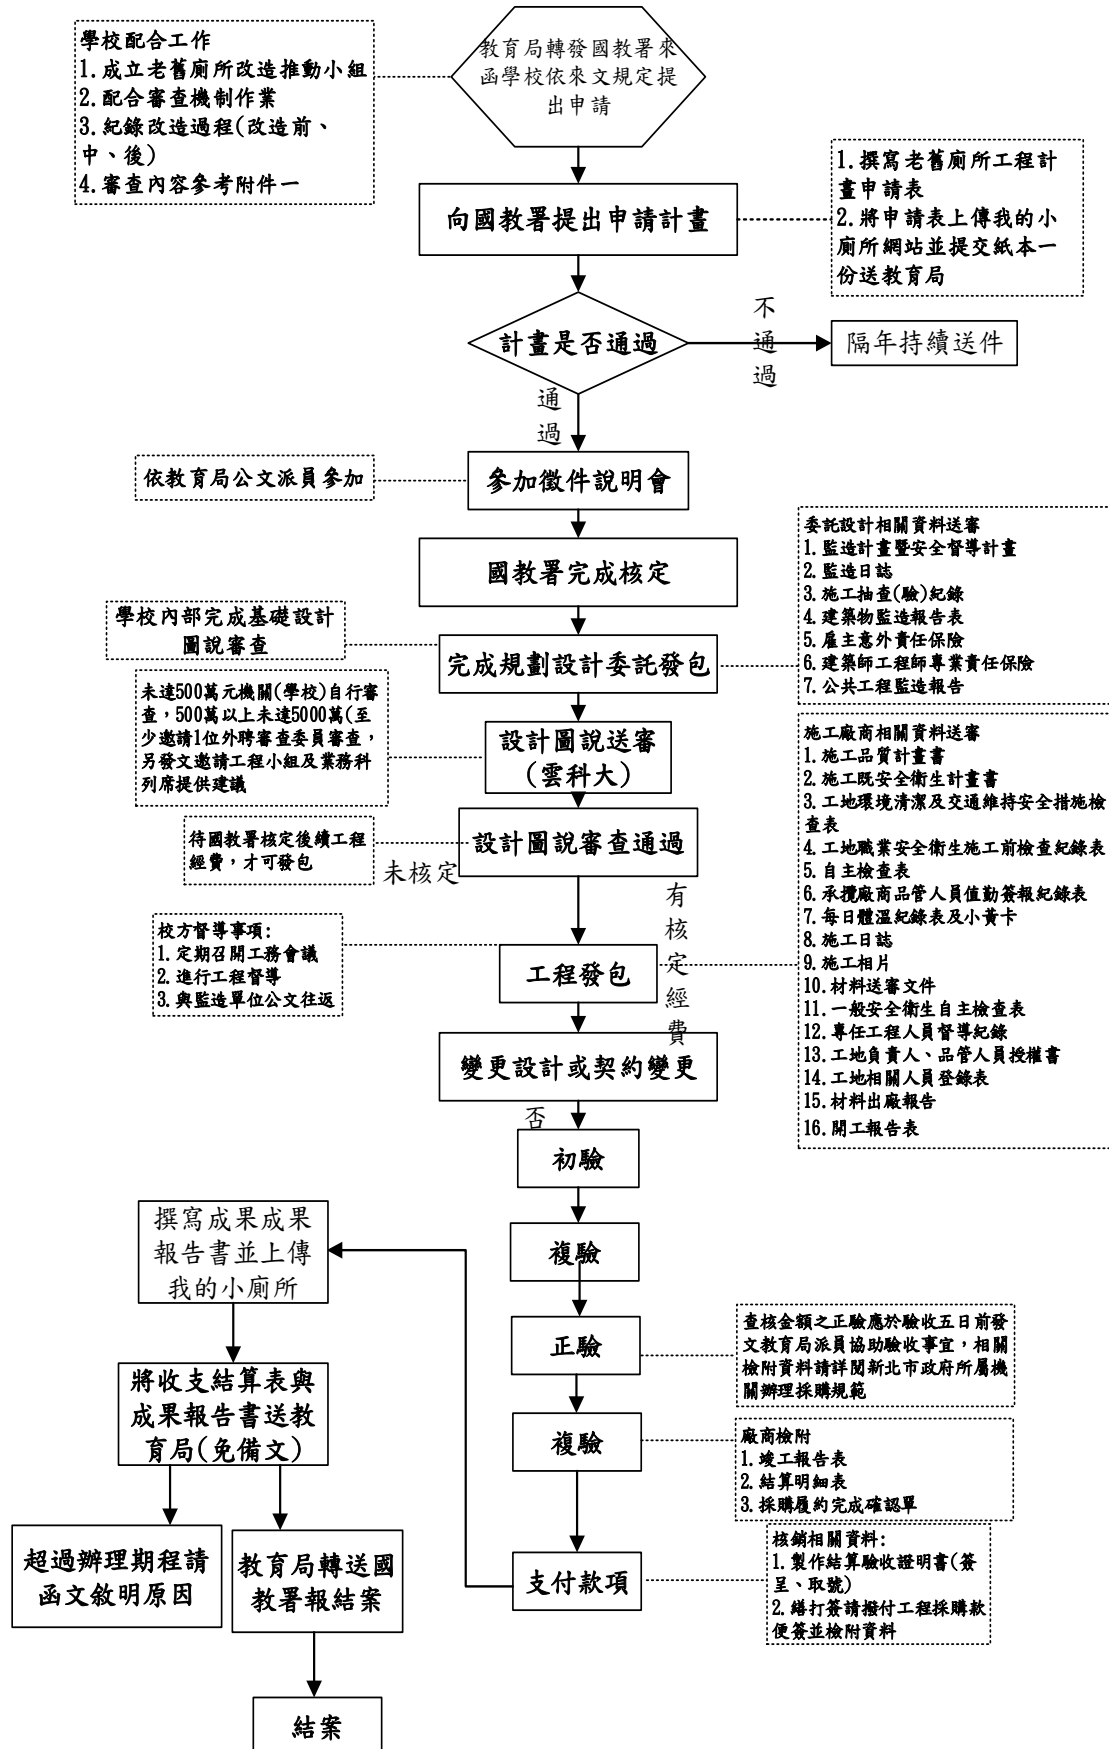 學校配合工作
1.成立老舊廁所改造推動小組
2.配合審查機制作業
3.紀錄改造過程(改造前、
中、後)
4.審查內容參考附件一
教育局轉發國教署來
函學校依來文規定提
出申請
1.撰寫老舊廁所工程計
畫申請表
2.將申請表上傳我的小
廁所網站並提交紙本一
份送教育局
向國教署提出申請計畫
計畫是否通過
不通過
隔年持續送件
通過
依教育局公文派員參加
參加徵件說明會
國教署完成核定
學校內部完成基礎設計
圖說審查
完成規劃設計委託發包
委託設計相關資料送審
1.監造計畫暨安全督導計畫
2.監造日誌
3.施工抽查(驗)紀錄
4.建築物監造報告表
5.雇主意外責任保險
6.建築師工程師專業責任保險
7.公共工程監造報告
未達500萬元機關(學校)自行審
查，500萬以上未達5000萬(至
少邀請1位外聘審查委員審查，
另發文邀請工程小組及業務科
列席提供建議
設計圖說送審
(雲科大)
施工廠商相關資料送審
1.施工品質計畫書
2.施工既安全衛生計畫書
3.工地環境清潔及交通維持安全措施檢
查表
4.工地職業安全衛生施工前檢查紀錄表
5.自主檢查表
6.承攬廠商品管人員值勤簽報紀錄表
7.每日體溫紀錄表及小黃卡
8.施工日誌
9.施工相片
10.材料送審文件
11.一般安全衛生自主檢查表
12.專任工程人員督導紀錄
13.工地負責人、品管人員授權書
14.工地相關人員登錄表
15.材料出廠報告
16.開工報告表
待國教署核定後續工程
經費，才可發包
設計圖說審查通過
未核定
有核定經費
校方督導事項:
1.定期召開工務會議
2.進行工程督導
3.與監造單位公文往返
工程發包
變更設計或契約變更
否
初驗
複驗
正驗
查核金額之正驗應於驗收五日前發
文教育局派員協助驗收事宜，相關
檢附資料請詳閱新北市政府所屬機
關辦理採購規範
複驗
廠商檢附
1.竣工報告表
2.結算明細表
3.採購履約完成確認單
支付款項
核銷相關資料:
1.製作結算驗收證明書(簽
呈、取號)
2.繕打簽請撥付工程採購款
便簽並檢附資料
撰寫成果成果
報告書並上傳
我的小廁所
將收支結算表與
成果報告書送教
育局(免備文)
超過辦理期程請
函文敘明原因
教育局轉送國
教署報結案
結案